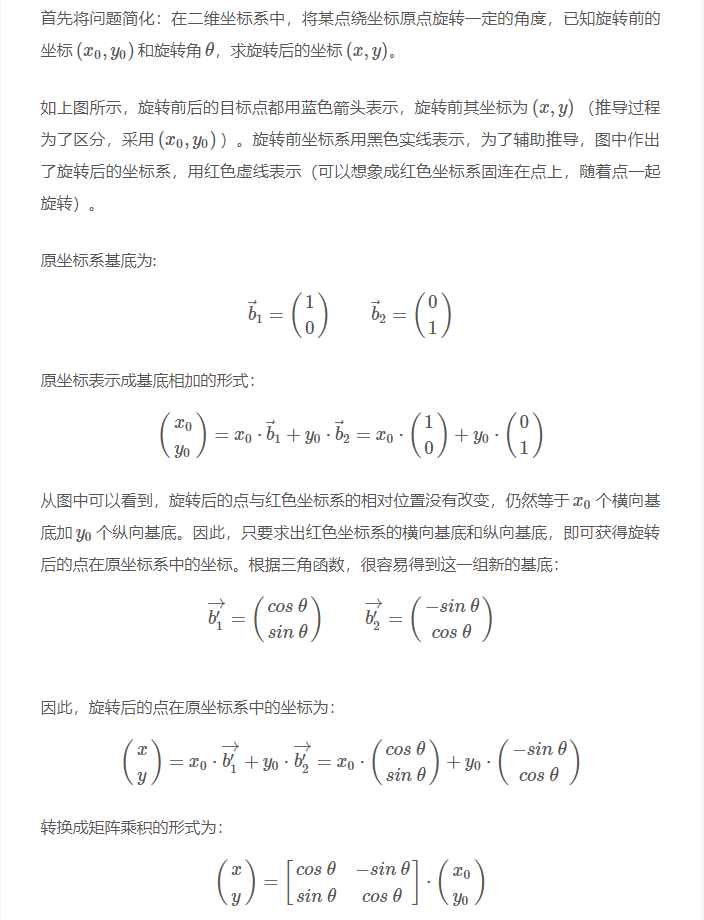 首先将问题简化：在二维坐标系中，将某点绕坐标原点旋转一定的角度，已知旋转前的
坐标 (x₀, y₀) 和旋转角 θ，求旋转后的坐标 (x, y)。
如上图所示，旋转前后的目标点都用蓝色箭头表示，旋转前其坐标为 (x, y) （推导过程
为了区分，采用 (x₀, y₀) ）。旋转前坐标系用黑色实线表示，为了辅助推导，图中作出
了旋转后的坐标系，用红色虚线表示（可以想象成红色坐标系固连在点上，随着点一起
旋转）。
原坐标系基底为:
\vec{b}_1 = \begin{pmatrix} 1 \\ 0 \end{pmatrix} \qquad \vec{b}_2 = \begin{pmatrix} 0 \\ 1 \end{pmatrix}
原坐标表示成基底相加的形式：
\begin{pmatrix} x_0 \\ y_0 \end{pmatrix} = x_0 \cdot \vec{b}_1 + y_0 \cdot \vec{b}_2 = x_0 \cdot \begin{pmatrix} 1 \\ 0 \end{pmatrix} + y_0 \cdot \begin{pmatrix} 0 \\ 1 \end{pmatrix}
从图中可以看到，旋转后的点与红色坐标系的相对位置没有改变，仍然等于 x₀ 个横向基
底加 y₀ 个纵向基底。因此，只要求出红色坐标系的横向基底和纵向基底，即可获得旋转
后的点在原坐标系中的坐标。根据三角函数，很容易得到这一组新的基底：
\overrightarrow{b_1'} = \begin{pmatrix} cos θ \\ sin θ \end{pmatrix} \qquad \overrightarrow{b_2'} = \begin{pmatrix} -sin θ \\ cos θ \end{pmatrix}
因此，旋转后的点在原坐标系中的坐标为：
\begin{pmatrix} x \\ y \end{pmatrix} = x_0 \cdot \overrightarrow{b_1'} + y_0 \cdot \overrightarrow{b_2'} = x_0 \cdot \begin{pmatrix} cos θ \\ sin θ \end{pmatrix} + y_0 \cdot \begin{pmatrix} -sin θ \\ cos θ \end{pmatrix}
转换成矩阵乘积的形式为：
\begin{pmatrix} x \\ y \end{pmatrix} = \begin{bmatrix} cos θ & -sin θ \\ sin θ & cos θ \end{bmatrix} \cdot \begin{pmatrix} x_0 \\ y_0 \end{pmatrix}